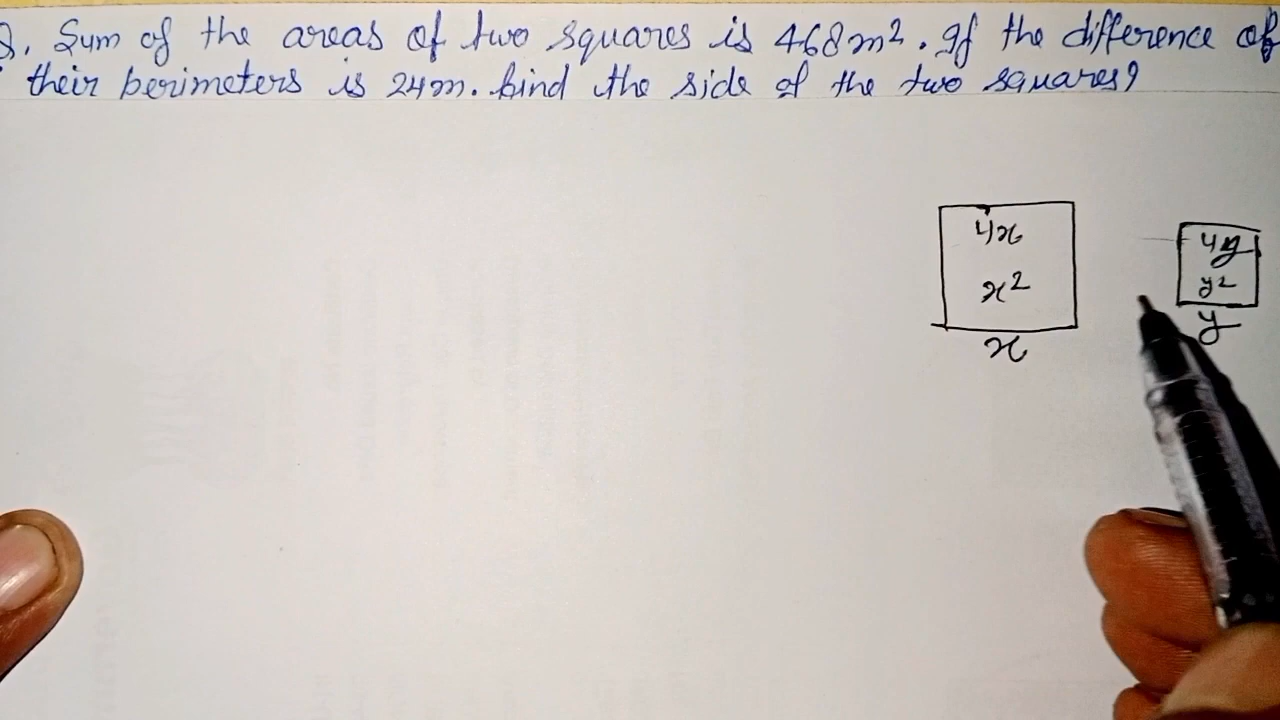 Q. Sum of the areas of two squares is 468m². If the difference of
their perimeters is 24m. find the side of the two squares?
4x
x²
x
4y
y²
y